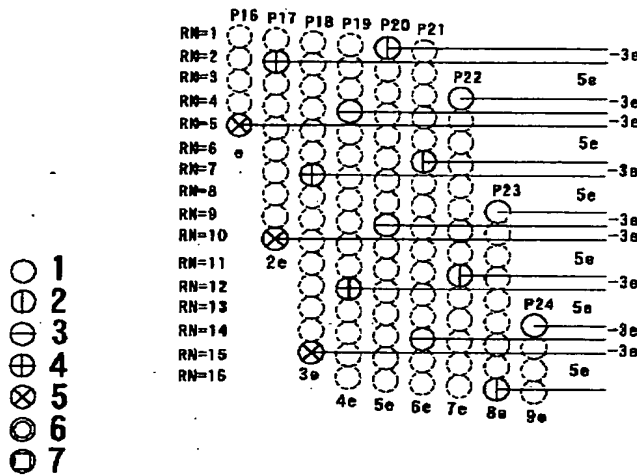 P16 P17 P18 P19 P20 P21
RN=1
RN=2 -3e
RN=3 P22 5e
RN=4 -3e
RN=5 -3e
RN=6 e 5e
RN=7 -3e
RN=8 P23 5e
RN=9 -3e
RN=10 -3e
RN=11 2e 5e
RN=12 -3e
RN=13 P24 5e
RN=14 -3e
RN=15 -3e
RN=16 3e 5e
4e 5e 6e 7e 8e 9e
1
2
3
4
5
6
7